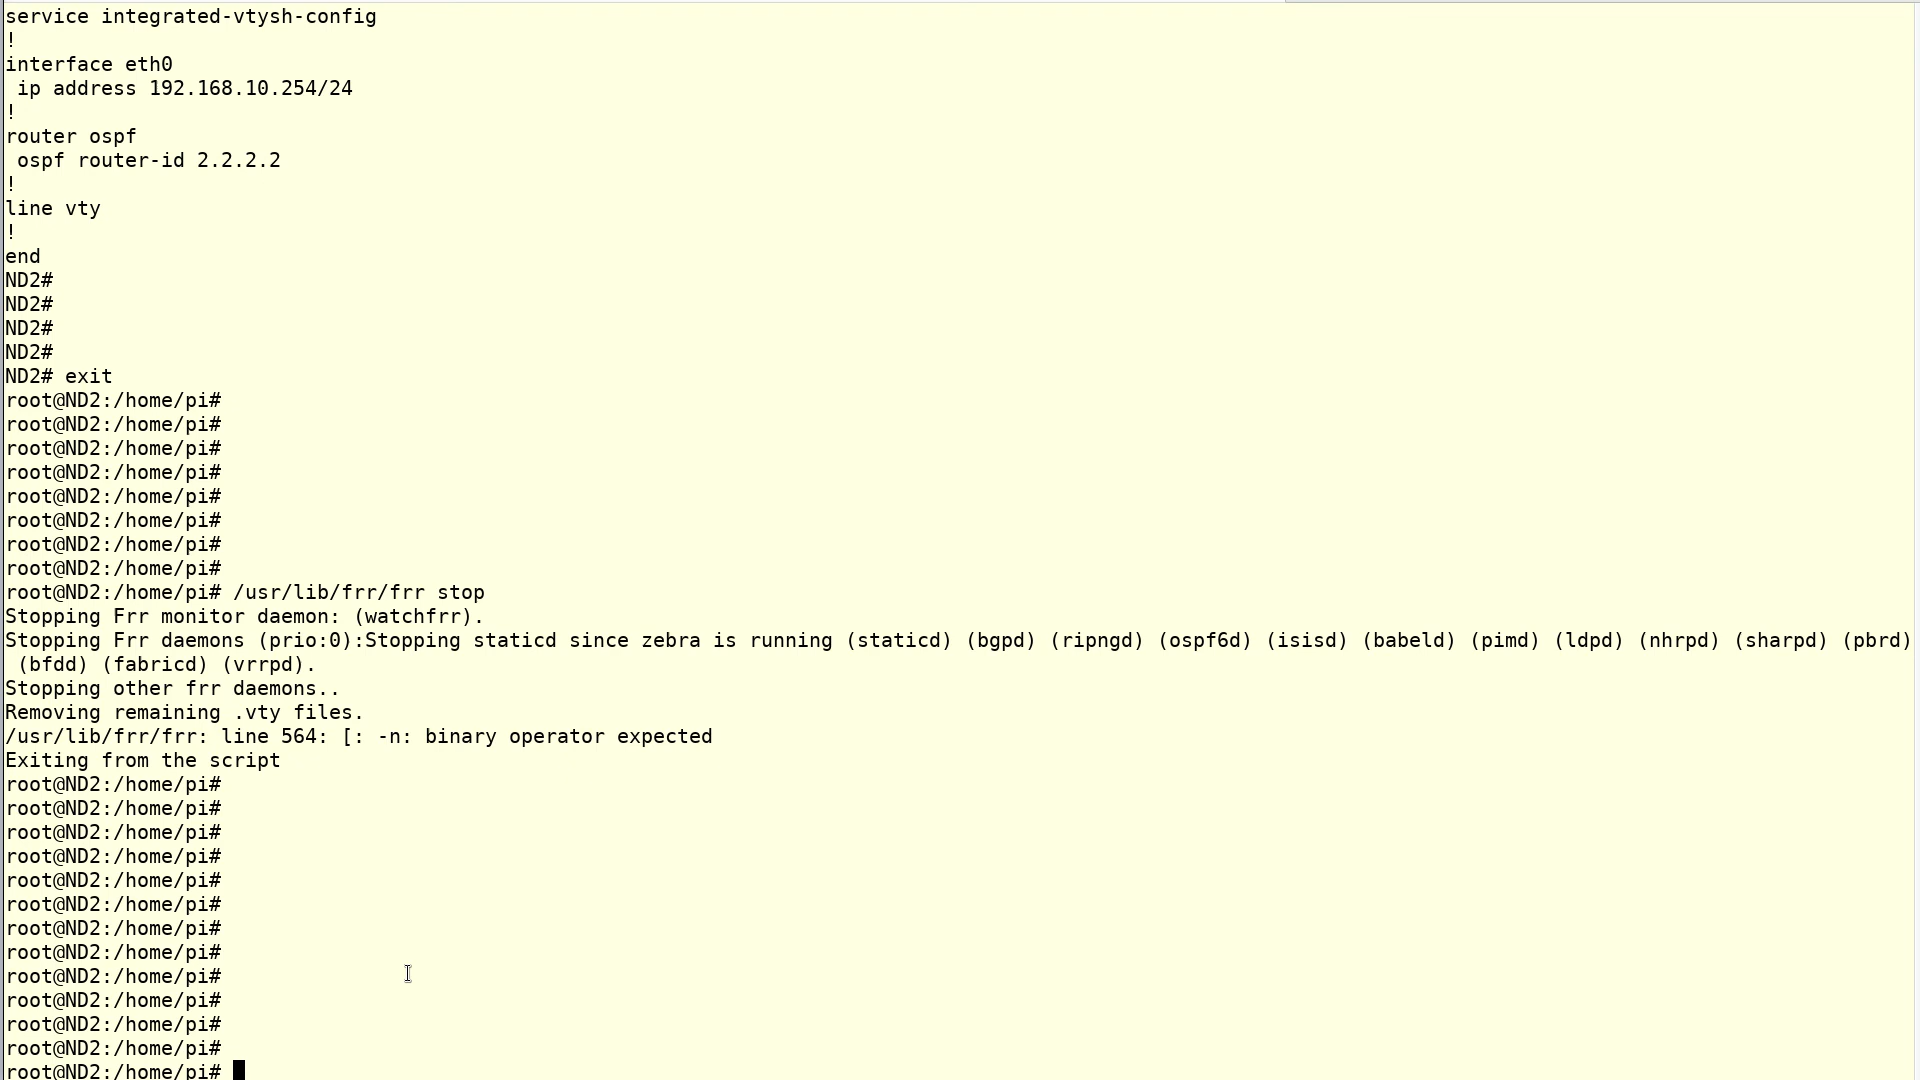 service integrated-vtysh-config
!
interface eth0
 ip address 192.168.10.254/24
!
router ospf
 ospf router-id 2.2.2.2
!
line vty
!
end
ND2#
ND2#
ND2#
ND2#
ND2# exit
root@ND2:/home/pi#
root@ND2:/home/pi#
root@ND2:/home/pi#
root@ND2:/home/pi#
root@ND2:/home/pi#
root@ND2:/home/pi#
root@ND2:/home/pi#
root@ND2:/home/pi#
root@ND2:/home/pi# /usr/lib/frr/frr stop
Stopping Frr monitor daemon: (watchfrr).
Stopping Frr daemons (prio:0):Stopping staticd since zebra is running (staticd) (bgpd) (ripngd) (ospf6d) (isisd) (babeld) (pimd) (ldpd) (nhrpd) (sharpd) (pbrd)
 (bfdd) (fabricd) (vrrpd).
Stopping other frr daemons..
Removing remaining .vty files.
/usr/lib/frr/frr: line 564: [: -n: binary operator expected
Exiting from the script
root@ND2:/home/pi#
root@ND2:/home/pi#
root@ND2:/home/pi#
root@ND2:/home/pi#
root@ND2:/home/pi#
root@ND2:/home/pi#
root@ND2:/home/pi#
root@ND2:/home/pi#
root@ND2:/home/pi#
root@ND2:/home/pi#
root@ND2:/home/pi#
root@ND2:/home/pi#
root@ND2:/home/pi#